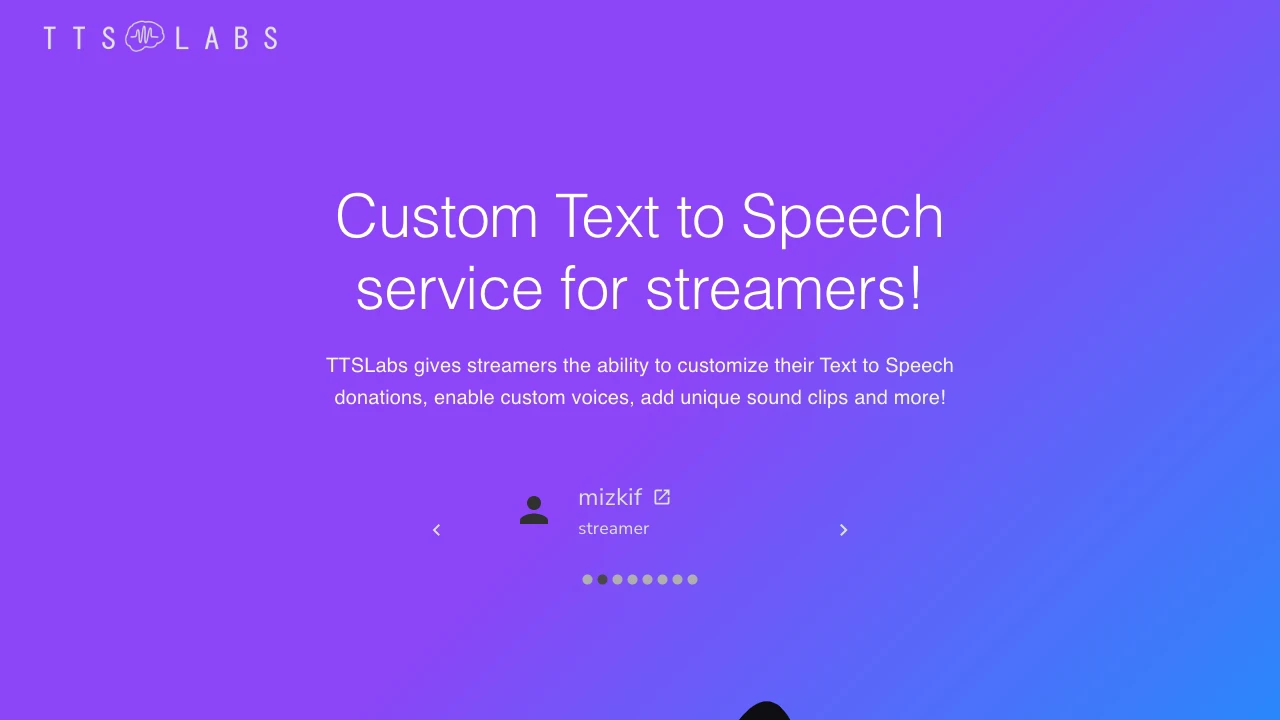 TTS LABS
Custom Text to Speech
service for streamers!
TTSLabs gives streamers the ability to customize their Text to Speech
donations, enable custom voices, add unique sound clips and more!
mizkif
streamer